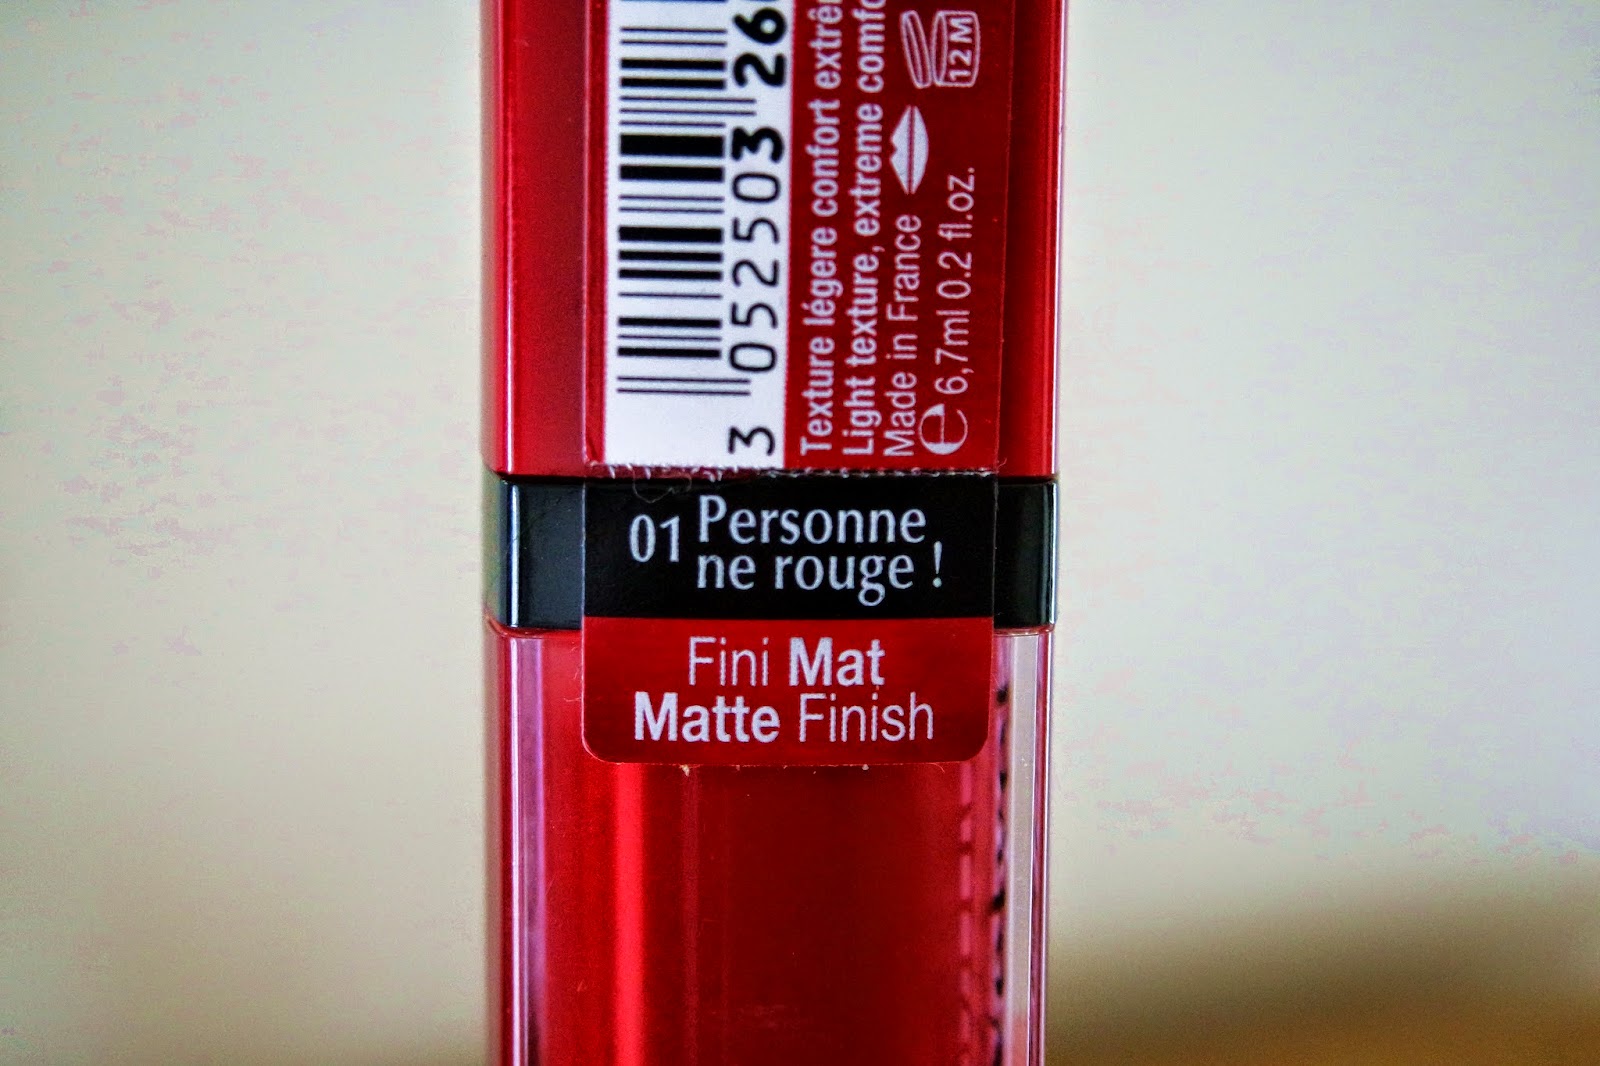 3 052503 26
Texture légere confort extrê
Light texture, extreme comfo
Made in France
e 6,7ml 0.2 fl.oz.
12M
01 Personne
ne rouge !
Fini Mat
Matte Finish